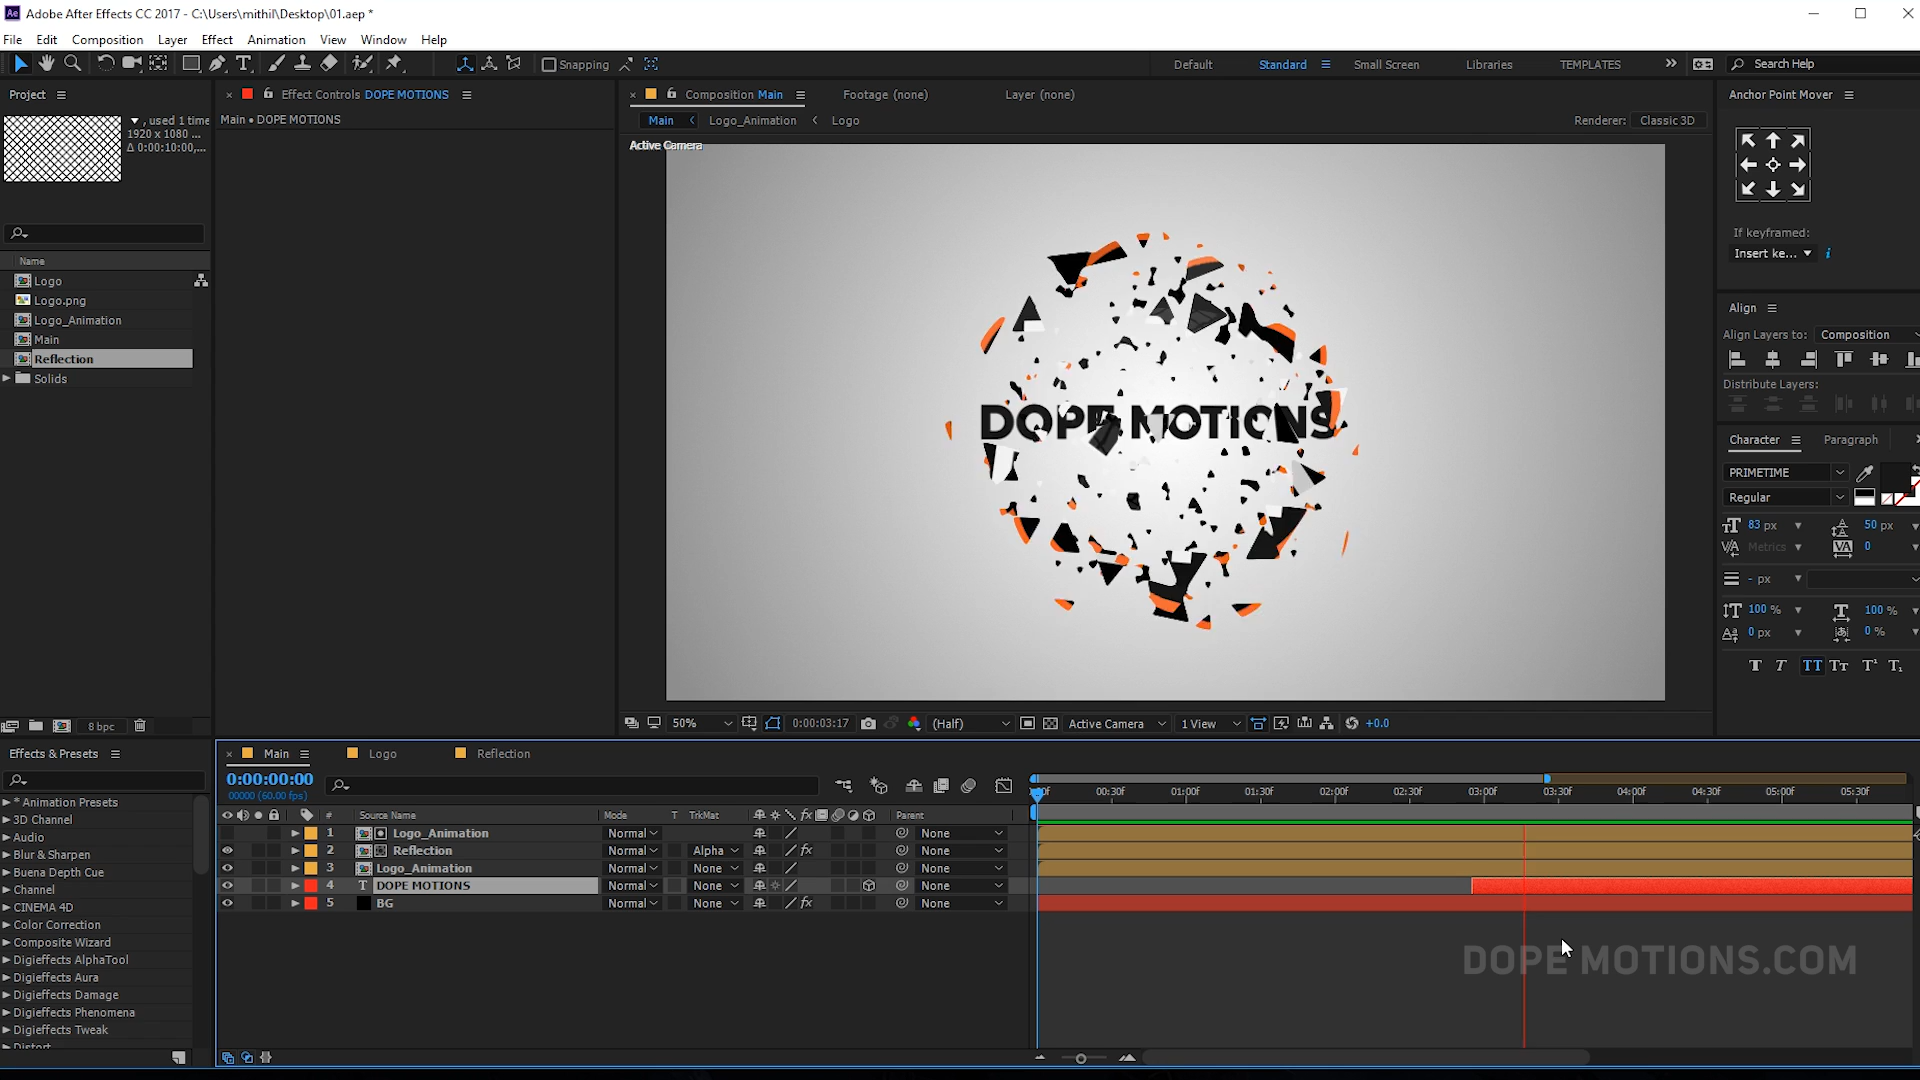 Adobe After Effects CC 2017 - C:\Users\mithil\Desktop\01.aep *
File Edit Composition Layer Effect Animation View Window Help
Snapping
Default Standard Small Screen Libraries TEMPLATES Search Help
Project
Effect Controls DOPE MOTIONS
Composition Main
Footage (none)
Layer (none)
Anchor Point Mover
, used 1 time
1920 x 1080 ...
Δ 0:00:10:00,...
Main • DOPE MOTIONS
Main Logo_Animation Logo
Renderer: Classic 3D
Active Camera
If keyframed:
Insert ke...
Name
Logo
Logo.png
Logo_Animation
Main
Reflection
Solids
DOPE MOTIONS
Align
Align Layers to: Composition
Distribute Layers:
Character Paragraph
PRIMETIME
Regular
83 px 50 px
Metrics 0
- px
100 % 100 %
0 px 0 %
8 bpc
50% 0:00:03:17 (Half) Active Camera 1 View +0.0
Effects & Presets
Main Logo Reflection
0:00:00:00
00000 (60.00 fps)
00:30f 01:00f 01:30f 02:00f 02:30f 03:00f 03:30f 04:00f 04:30f 05:00f 05:30f
# Source Name Mode T TrkMat Parent
1 Logo_Animation Normal None
2 Reflection Normal Alpha None
3 Logo_Animation Normal None None
4 T DOPE MOTIONS Normal None None
5 BG Normal None None
* Animation Presets
3D Channel
Audio
Blur & Sharpen
Buena Depth Cue
Channel
CINEMA 4D
Color Correction
Composite Wizard
Digieffects AlphaTool
Digieffects Aura
Digieffects Damage
Digieffects Phenomena
Digieffects Tweak
Distort
DOPE MOTIONS.COM